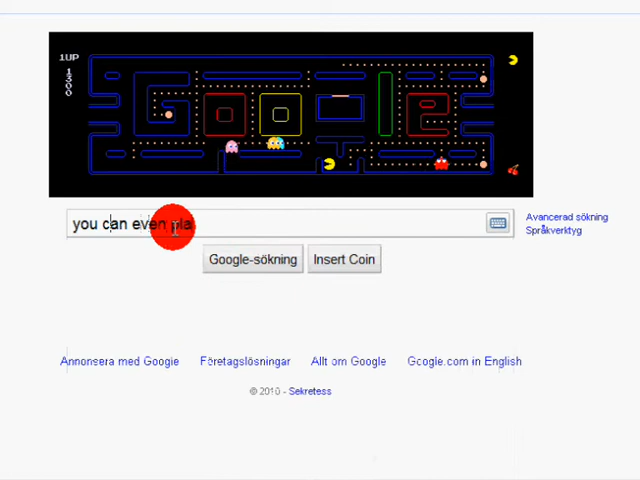 1UP
you can even pla
Avancerad sökning
Språkverktyg
Google-sökning
Insert Coin
Annonsera med Google
Företagslösningar
Allt om Google
Google.com in English
© 2010 - Sekretess